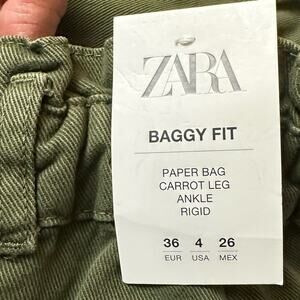 ZARA
BAGGY FIT
PAPER BAG
CARROT LEG
ANKLE
RIGID
36 4 26
EUR USA MEX